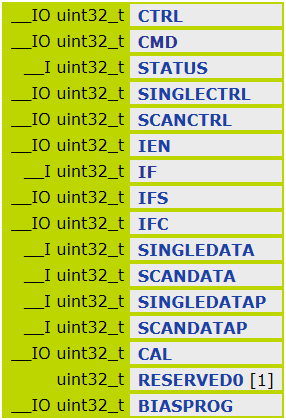 __IO uint32_t CTRL
__IO uint32_t CMD
__I uint32_t STATUS
__IO uint32_t SINGLECTRL
__IO uint32_t SCANCTRL
__IO uint32_t IEN
__I uint32_t IF
__IO uint32_t IFS
__IO uint32_t IFC
__I uint32_t SINGLEDATA
__I uint32_t SCANDATA
__I uint32_t SINGLEDATAP
__I uint32_t SCANDATAP
__IO uint32_t CAL
uint32_t RESERVED0 [1]
__IO uint32_t BIASPROG